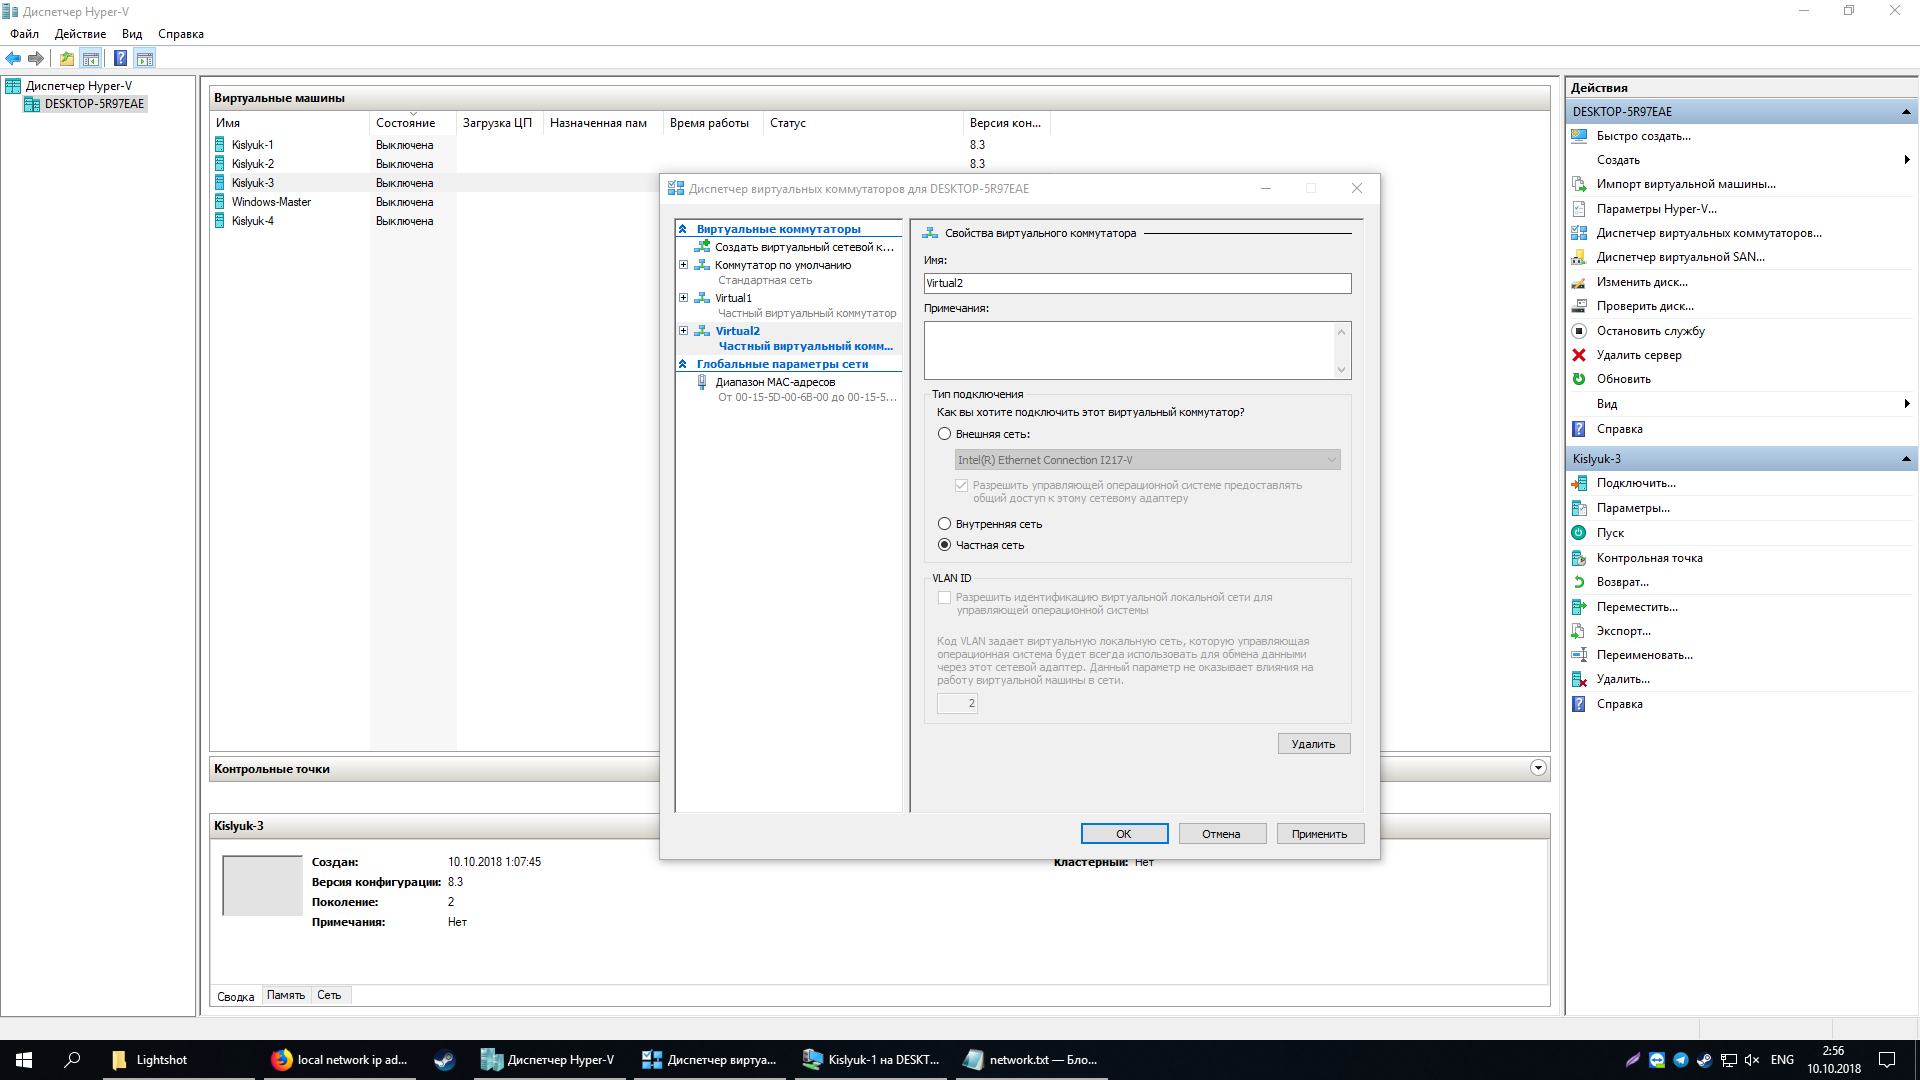 Диспетчер Hyper-V
Файл Действие Вид Справка
Диспетчер Hyper-V
DESKTOP-5R97EAE
Виртуальные машины
Имя Состояние Загрузка ЦП Назначенная пам Время работы Статус Версия кон...
Kislyuk-1 Выключена 8.3
Kislyuk-2 Выключена 8.3
Kislyuk-3 Выключена
Windows-Master Выключена
Kislyuk-4 Выключена
Контрольные точки
Kislyuk-3
Создан: 10.10.2018 1:07:45
Кластерный: Нет
Версия конфигурации: 8.3
Поколение: 2
Примечания: Нет
Сводка Память Сеть
Диспетчер виртуальных коммутаторов для DESKTOP-5R97EAE
Виртуальные коммутаторы
Создать виртуальный сетевой к...
Коммутатор по умолчанию
Стандартная сеть
Virtual1
Частный виртуальный коммутатор
Virtual2
Частный виртуальный комм...
Глобальные параметры сети
Диапазон MAC-адресов
От 00-15-5D-00-6B-00 до 00-15-5...
Свойства виртуального коммутатора
Имя:
Virtual2
Примечания:
Тип подключения
Как вы хотите подключить этот виртуальный коммутатор?
Внешняя сеть:
Intel(R) Ethernet Connection I217-V
Разрешить управляющей операционной системе предоставлять
общий доступ к этому сетевому адаптеру
Внутренняя сеть
Частная сеть
VLAN ID
Разрешить идентификацию виртуальной локальной сети для
управляющей операционной системы
Код VLAN задает виртуальную локальную сеть, которую управляющая
операционная система будет всегда использовать для обмена данными
через этот сетевой адаптер. Данный параметр не оказывает влияния на
работу виртуальной машины в сети.
2
Удалить
ОК Отмена Применить
Действия
DESKTOP-5R97EAE
Быстро создать...
Создать
Импорт виртуальной машины...
Параметры Hyper-V...
Диспетчер виртуальных коммутаторов...
Диспетчер виртуальной SAN...
Изменить диск...
Проверить диск...
Остановить службу
Удалить сервер
Обновить
Вид
Справка
Kislyuk-3
Подключить...
Параметры...
Пуск
Контрольная точка
Возврат...
Переместить...
Экспорт...
Переименовать...
Удалить...
Справка
Lightshot
local network ip ad...
Диспетчер Hyper-V
Диспетчер виртуа...
Kislyuk-1 на DESKT...
network.txt — Бло...
ENG
2:56
10.10.2018